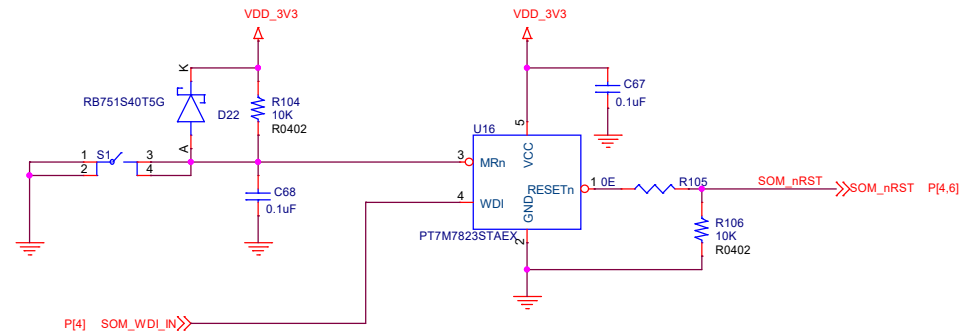 VDD_3V3
VDD_3V3
K
RB751S40T5G
D22
A
R104
10K
R0402
C67
0.1uF
5
U16
1
2
S1
3
4
3
MRn
VCC
4
WDI
RESETn
GND
1
0E
R105
SOM_nRST
SOM_nRST P[4,6]
C68
0.1uF
PT7M7823STAEX
2
R106
10K
R0402
P[4] SOM_WDI_IN